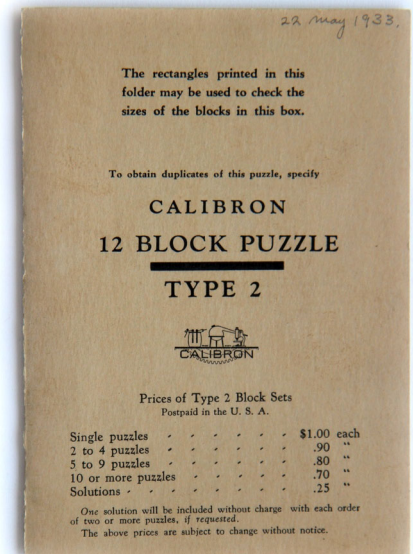 22 May 1933.
The rectangles printed in this
folder may be used to check the
sizes of the blocks in this box.
To obtain duplicates of this puzzle, specify
CALIBRON
12 BLOCK PUZZLE
TYPE 2
CALIBRON
Prices of Type 2 Block Sets
Postpaid in the U. S. A.
Single puzzles - - - - - - $1.00 each
2 to 4 puzzles - - - - - - .90 "
5 to 9 puzzles - - - - - - .80 "
10 or more puzzles - - - - - .70 "
Solutions - - - - - - - .25 "
One solution will be included without charge with each order
of two or more puzzles, if requested.
The above prices are subject to change without notice.